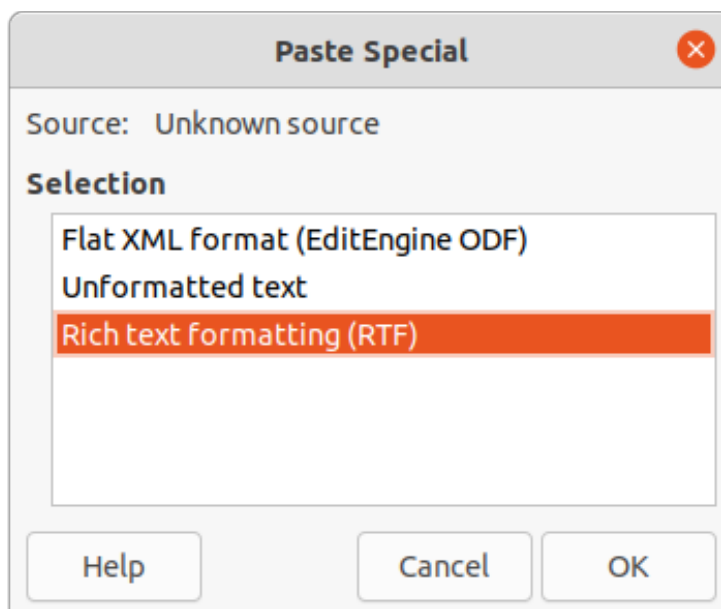 Paste Special
Source: Unknown source
Selection
Flat XML format (EditEngine ODF)
Unformatted text
Rich text formatting (RTF)
Help Cancel OK